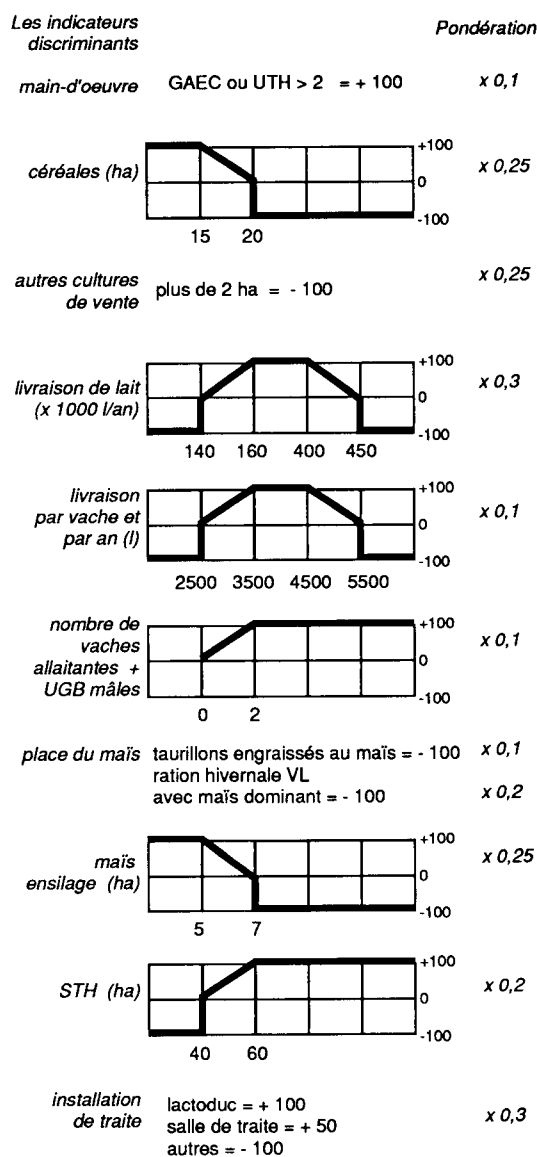 Les indicateurs
discriminants
Pondération
main-d'oeuvre GAEC ou UTH > 2 = + 100 x 0,1
+100
céréales (ha) x 0,25
0
-100
15 20
autres cultures
de vente
plus de 2 ha = - 100 x 0,25
+100
livraison de lait
(x 1000 l/an)
x 0,3
0
-100
140 160 400 450
livraison
par vache et
par an (l)
+100
x 0,1
0
-100
2500 3500 4500 5500
nombre de
vaches
allaitantes +
UGB mâles
+100
x 0,1
0
-100
0 2
place du maïs taurillons engraissés au maïs = - 100 x 0,1
ration hivernale VL
avec maïs dominant = - 100 x 0,2
+100
maïs
ensilage (ha)
x 0,25
0
-100
5 7
+100
STH (ha) x 0,2
0
-100
40 60
installation
de traite
lactoduc = + 100
salle de traite = + 50
autres = - 100
x 0,3